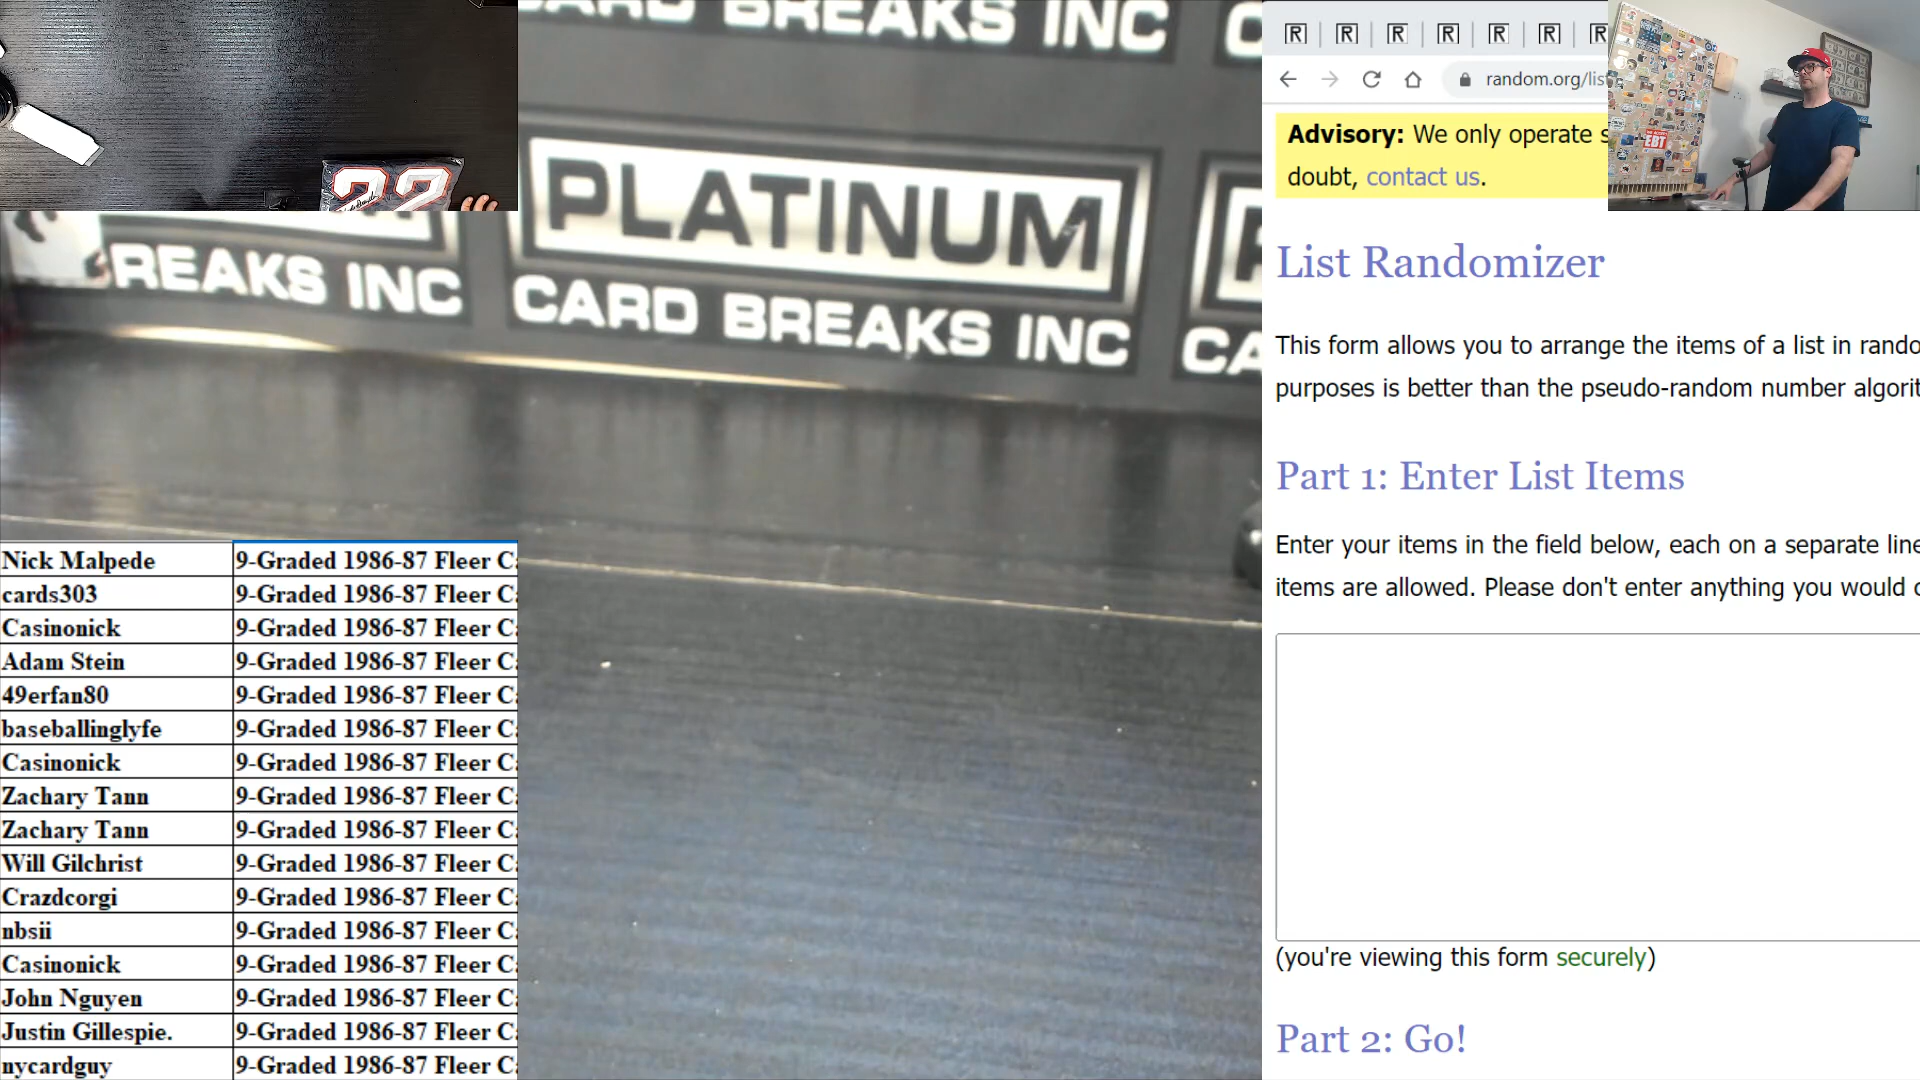 CARD BREAKS INC
PLATINUM
CARD BREAKS INC
REAKS INC
22
random.org/lis
Advisory: We only operate s
doubt, contact us.
EBT
List Randomizer
This form allows you to arrange the items of a list in rando
purposes is better than the pseudo-random number algorit
Part 1: Enter List Items
Enter your items in the field below, each on a separate line
items are allowed. Please don't enter anything you would c
(you're viewing this form securely)
Part 2: Go!
Nick Malpede 9-Graded 1986-87 Fleer C
cards303 9-Graded 1986-87 Fleer C
Casinonick 9-Graded 1986-87 Fleer C
Adam Stein 9-Graded 1986-87 Fleer C
49erfan80 9-Graded 1986-87 Fleer C
baseballinglyfe 9-Graded 1986-87 Fleer C
Casinonick 9-Graded 1986-87 Fleer C
Zachary Tann 9-Graded 1986-87 Fleer C
Zachary Tann 9-Graded 1986-87 Fleer C
Will Gilchrist 9-Graded 1986-87 Fleer C
Crazdcorgi 9-Graded 1986-87 Fleer C
nbsii 9-Graded 1986-87 Fleer C
Casinonick 9-Graded 1986-87 Fleer C
John Nguyen 9-Graded 1986-87 Fleer C
Justin Gillespie. 9-Graded 1986-87 Fleer C
nycardguy 9-Graded 1986-87 Fleer C